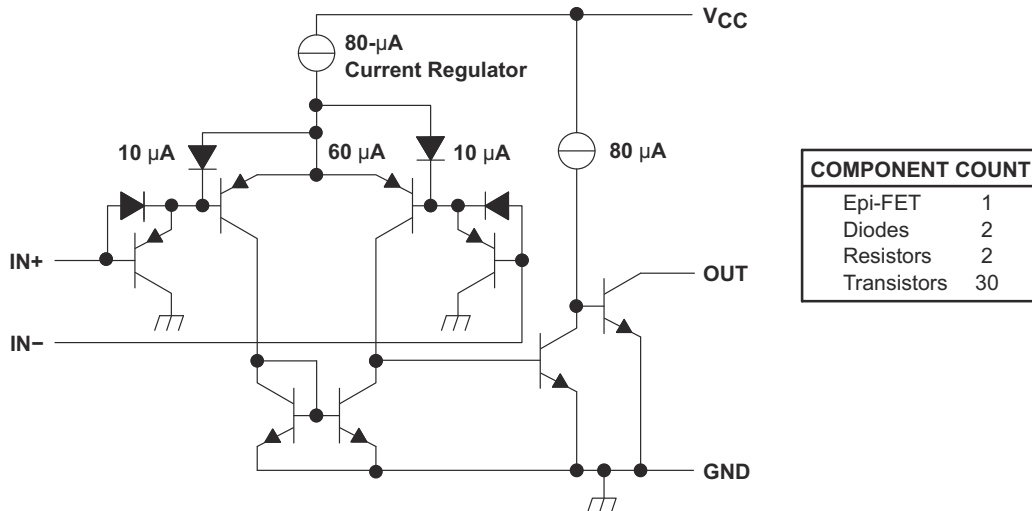 VCC
80-µA
Current Regulator
10 µA
60 µA
10 µA
80 µA
IN+
OUT
IN−
GND
COMPONENT COUNT
Epi-FET 1
Diodes 2
Resistors 2
Transistors 30